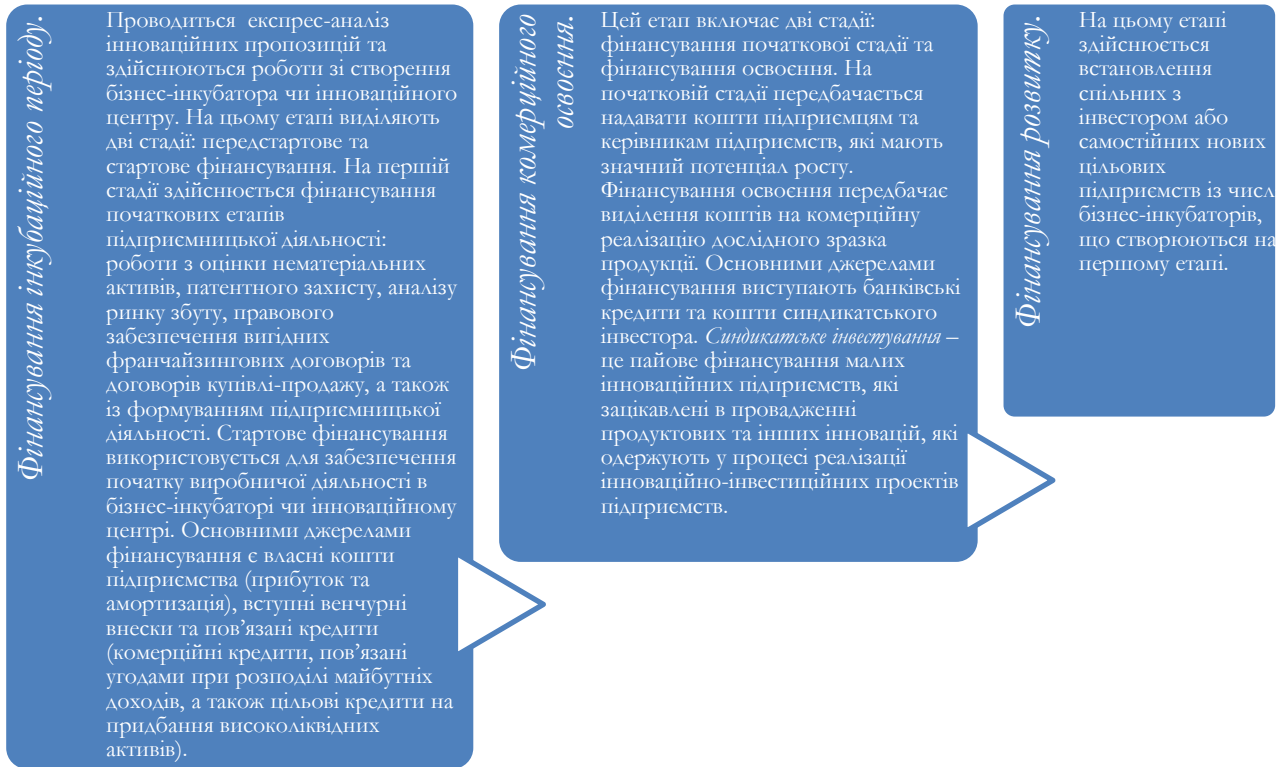 Фінансування інкубаційного періоду.
Проводиться експрес-аналіз
інноваційних пропозицій та
здійснюються роботи зі створення
бізнес-інкубатора чи інноваційного
центру. На цьому етапі виділяють
дві стадії: передстартове та
стартове фінансування. На першій
стадії здійснюється фінансування
початкових етапів
підприємницької діяльності:
роботи з оцінки нематеріальних
активів, патентного захисту, аналізу
ринку збуту, правового
забезпечення вигідних
франчайзингових договорів та
договорів купівлі-продажу, а також
із формуванням підприємницької
діяльності. Стартове фінансування
використовується для забезпечення
початку виробничої діяльності в
бізнес-інкубаторі чи інноваційному
центрі. Основними джерелами
фінансування є власні кошти
підприємства (прибуток та
амортизація), вступні венчурні
внески та пов’язані кредити
(комерційні кредити, пов’язані
угодами при розподілі майбутніх
доходів, а також цільові кредити на
придбання високоліквідних
активів).
Фінансування комерційного
освоєння.
Цей етап включає дві стадії:
фінансування початкової стадії та
фінансування освоєння. На
початковій стадії передбачається
надавати кошти підприємцям та
керівникам підприємств, які мають
значний потенціал росту.
Фінансування освоєння передбачає
виділення коштів на комерційну
реалізацію дослідного зразка
продукції. Основними джерелами
фінансування виступають банківські
кредити та кошти синдикатського
інвестора. Синдикатське інвестування –
це пайове фінансування малих
інноваційних підприємств, які
зацікавлені в провадженні
продуктових та інших інновацій, які
одержують у процесі реалізації
інноваційно-інвестиційних проектів
підприємств.
Фінансування розвитку.
На цьому етапі
здійснюється
встановлення
спільних з
інвестором або
самостійних нових
цільових
підприємств із числа
бізнес-інкубаторів,
що створюються на
першому етапі.